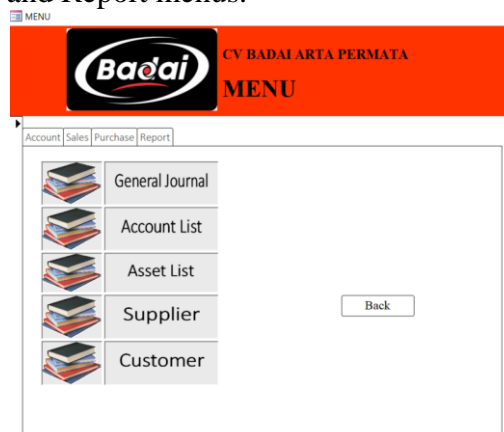 and Report menus.
MENU
Badai
CV BADAI ARTA PERMATA
MENU
Account Sales Purchase Report
General Journal
Account List
Asset List
Supplier
Customer
Back